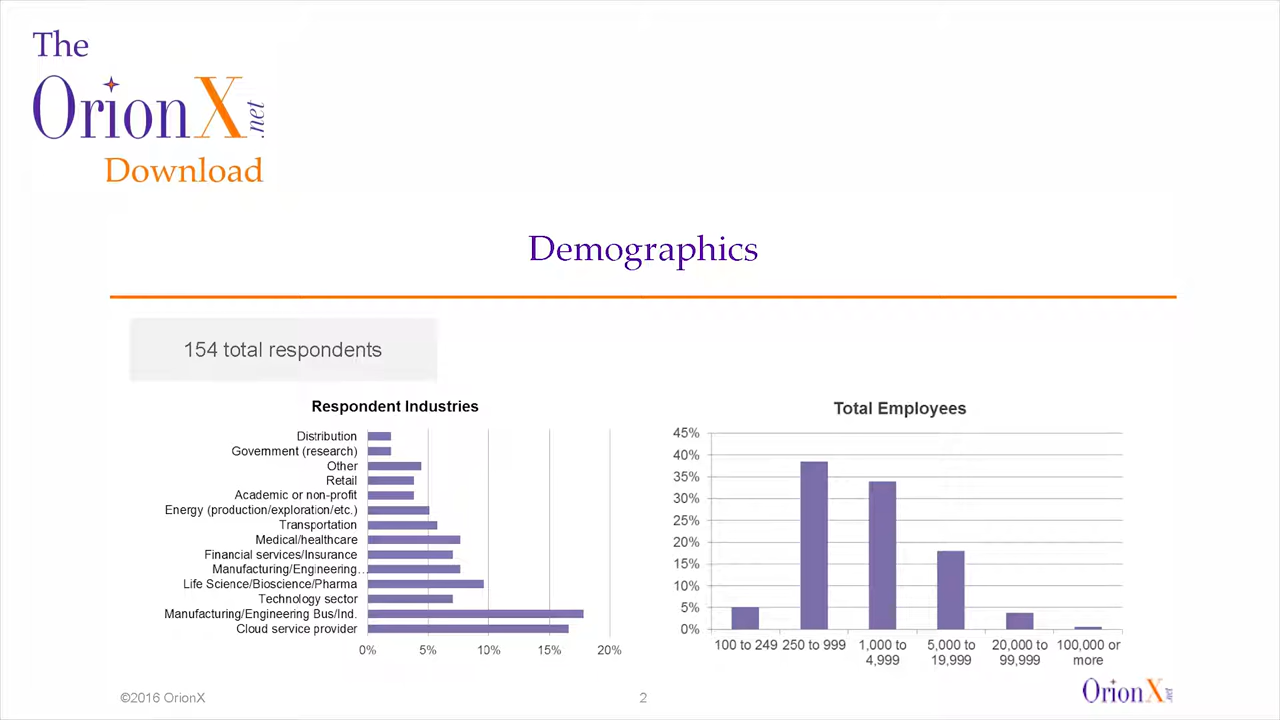 The
OrionX.net
Download
Demographics
154 total respondents
Respondent Industries
Distribution
Government (research)
Other
Retail
Academic or non-profit
Energy (production/exploration/etc.)
Transportation
Medical/healthcare
Financial services/Insurance
Manufacturing/Engineering…
Life Science/Bioscience/Pharma
Technology sector
Manufacturing/Engineering Bus/Ind.
Cloud service provider
0% 5% 10% 15% 20%
Total Employees
45%
40%
35%
30%
25%
20%
15%
10%
5%
0%
100 to 249 250 to 999 1,000 to 5,000 to 20,000 to 100,000 or
4,999 19,999 99,999 more
©2016 OrionX
2
OrionX.net